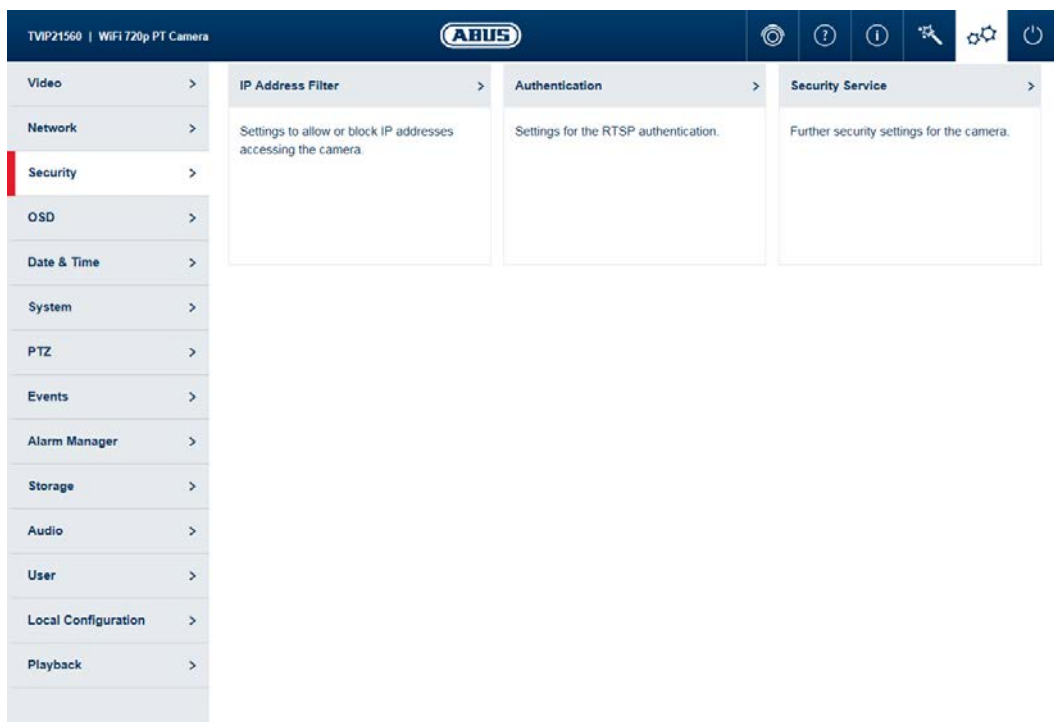 TVIP21560 | WiFi 720p PT Camera
ABUS
Video
Network
Security
OSD
Date & Time
System
PTZ
Events
Alarm Manager
Storage
Audio
User
Local Configuration
Playback
IP Address Filter
Settings to allow or block IP addresses
accessing the camera.
Authentication
Settings for the RTSP authentication.
Security Service
Further security settings for the camera.